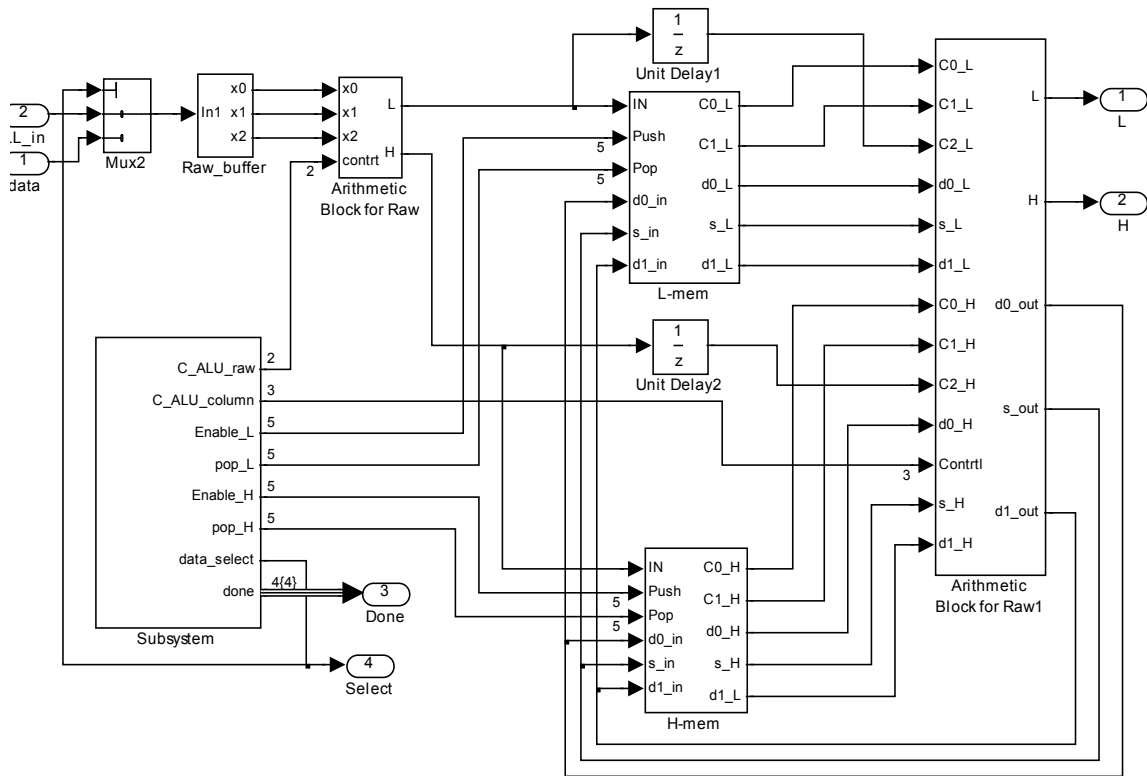 2
LL_in
1
data
Mux2
In1
x0
x1
x2
Raw_buffer
x0
x1
x2
contrt
2
L
H
Arithmetic
Block for Raw
1
z
Unit Delay1
IN
Push
5
Pop
5
d0_in
s_in
d1_in
C0_L
C1_L
d0_L
s_L
d1_L
L-mem
1
z
Unit Delay2
C0_L
C1_L
C2_L
d0_L
s_L
d1_L
C0_H
C1_H
C2_H
d0_H
Contrtl
3
s_H
d1_H
L
H
d0_out
s_out
d1_out
Arithmetic
Block for Raw1
1
L
2
H
C_ALU_raw
2
C_ALU_column
3
Enable_L
5
pop_L
5
Enable_H
5
pop_H
5
data_select
done
4{4}
Subsystem
3
Done
4
Select
IN
Push
5
Pop
5
d0_in
s_in
d1_in
C0_H
C1_H
d0_H
s_H
d1_L
H-mem